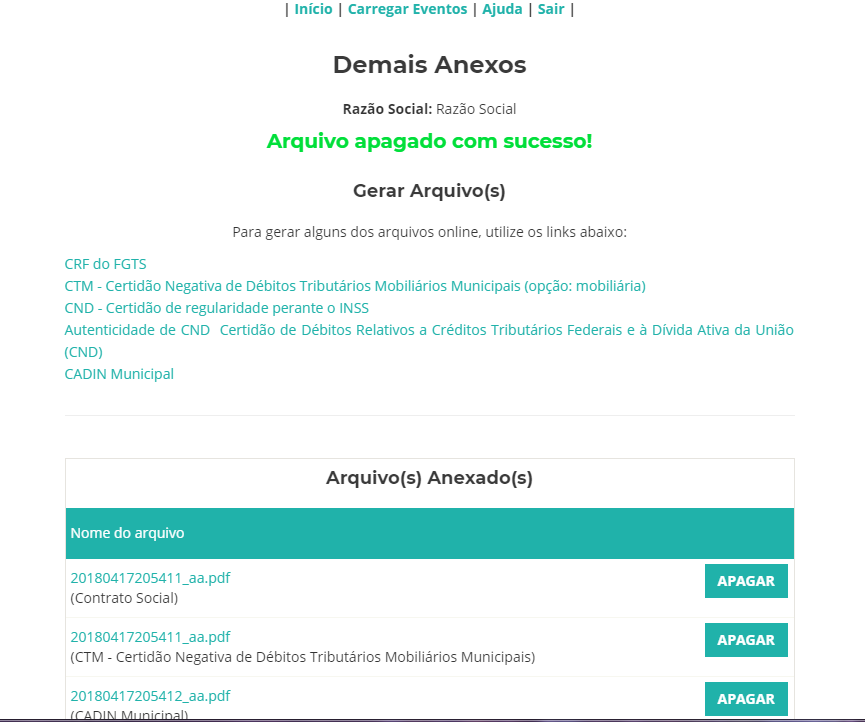 | Início | Carregar Eventos | Ajuda | Sair |
Demais Anexos
Razão Social: Razão Social
Arquivo apagado com sucesso!
Gerar Arquivo(s)
Para gerar alguns dos arquivos online, utilize os links abaixo:
CRF do FGTS
CTM - Certidão Negativa de Débitos Tributários Mobiliários Municipais (opção: mobiliária)
CND - Certidão de regularidade perante o INSS
Autenticidade de CND  Certidão de Débitos Relativos a Créditos Tributários Federais e à Dívida Ativa da União
(CND)
CADIN Municipal
Arquivo(s) Anexado(s)
Nome do arquivo
20180417205411_aa.pdf
APAGAR
(Contrato Social)
20180417205411_aa.pdf
APAGAR
(CTM - Certidão Negativa de Débitos Tributários Mobiliários Municipais)
20180417205412_aa.pdf
APAGAR
(CADIN Municipal)